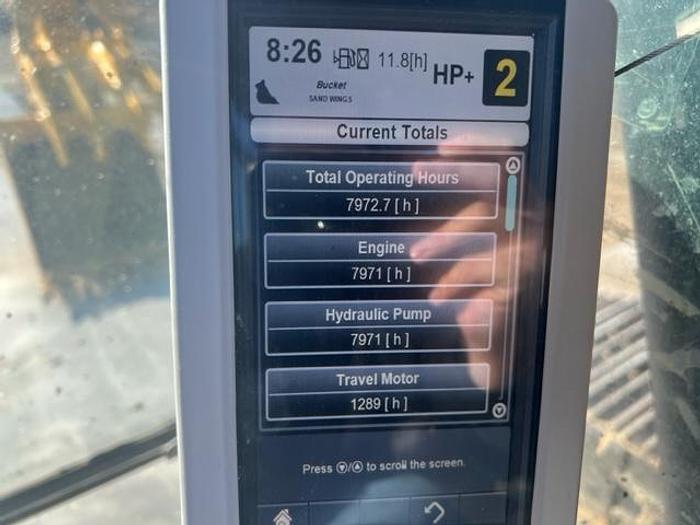 8:26 11.8[h] HP+ 2
Bucket
SAND WINGS
Current Totals
Total Operating Hours
7972.7 [ h ]
Engine
7971 [ h ]
Hydraulic Pump
7971 [ h ]
Travel Motor
1289 [ h ]
Press / to scroll the screen.